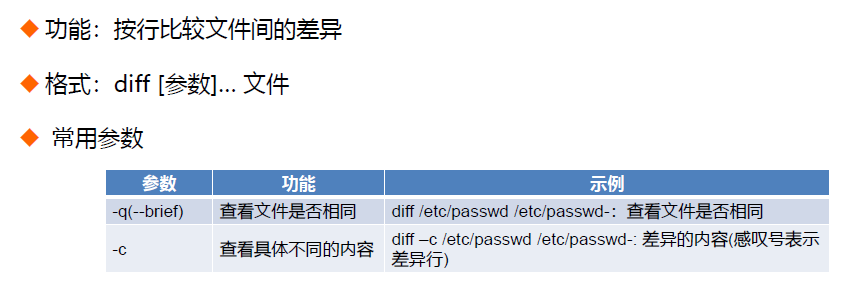 ◆ 功能：按行比较文件间的差异
◆ 格式：diff [参数]... 文件
◆ 常用参数
参数 功能 示例
-q(--brief) 查看文件是否相同 diff /etc/passwd /etc/passwd-：查看文件是否相同
-c 查看具体不同的内容 diff –c /etc/passwd /etc/passwd-: 差异的内容(感叹号表示
差异行)